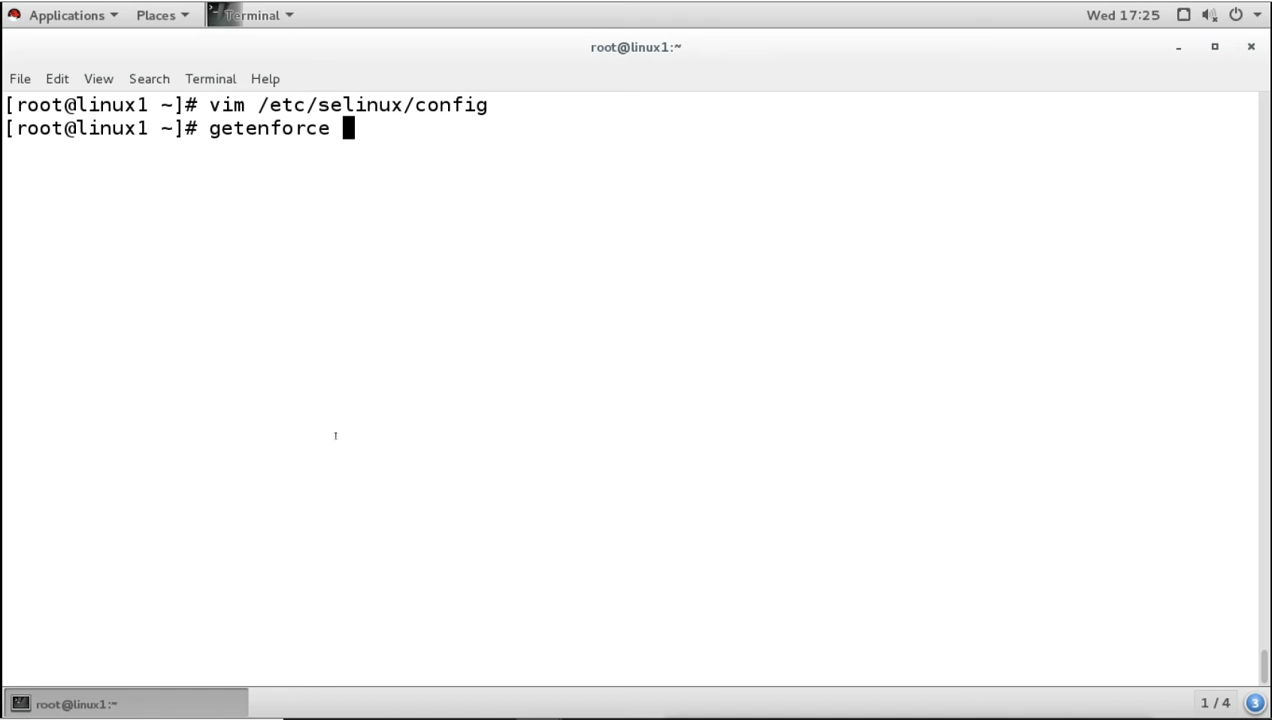 Applications Places Terminal Wed 17:25
root@linux1:~
File Edit View Search Terminal Help
[root@linux1 ~]# vim /etc/selinux/config
[root@linux1 ~]# getenforce
root@linux1:~ 1 / 4 3